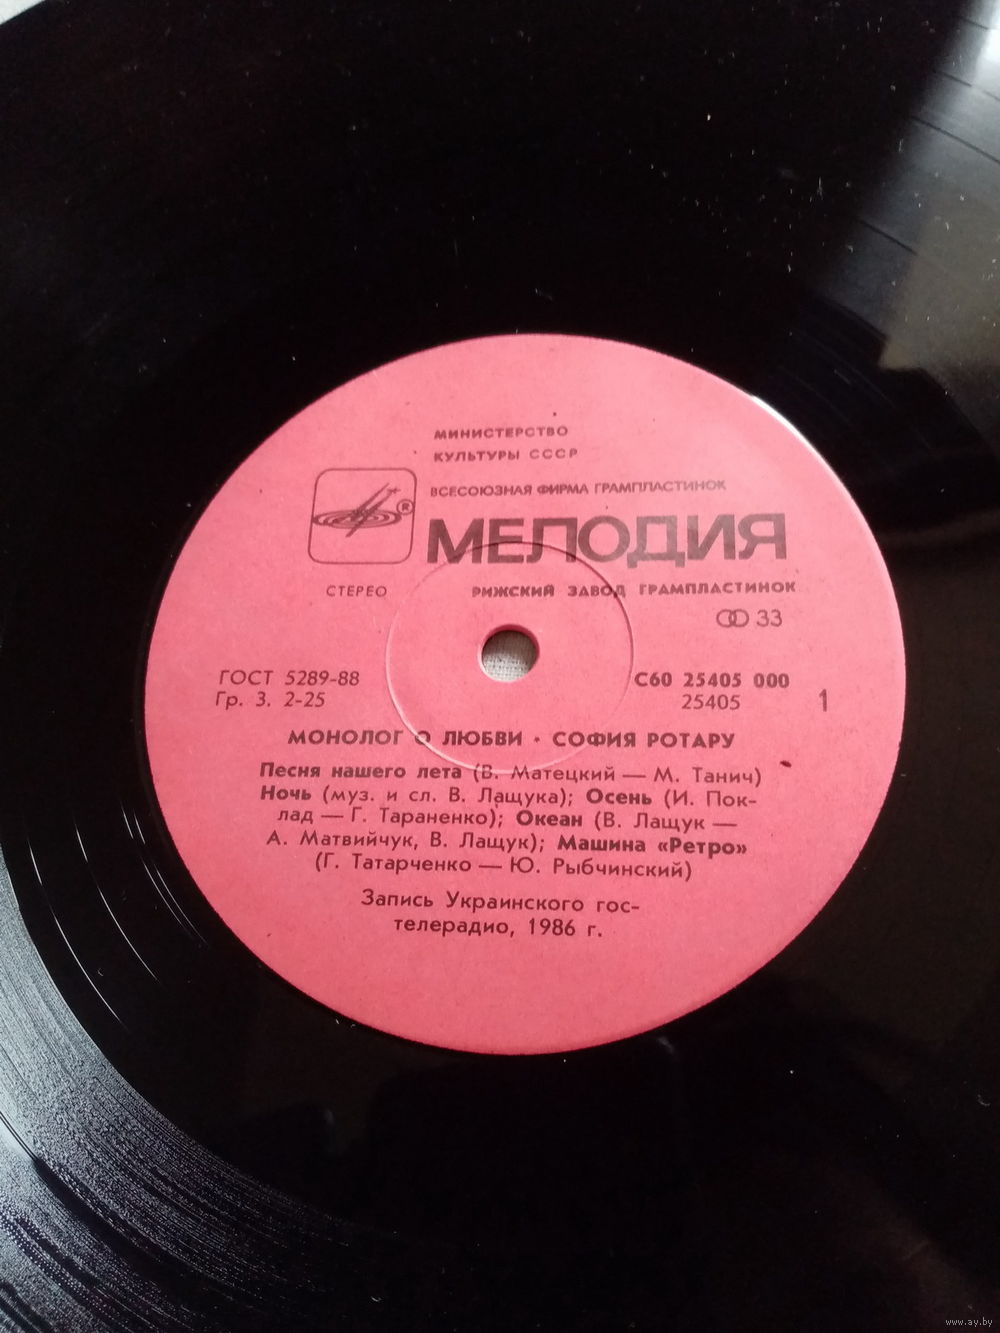 МИНИСТЕРСТВО
КУЛЬТУРЫ СССР
ВСЕСОЮЗНАЯ ФИРМА ГРАМПЛАСТИНОК
®
МЕЛОДИЯ
СТЕРЕО
РИЖСКИЙ ЗАВОД ГРАМПЛАСТИНОК
33
ГОСТ 5289-88
Гр. 3. 2-25
С60 25405 000
25405
1
МОНОЛОГ О ЛЮБВИ · СОФИЯ РОТАРУ
Песня нашего лета (В. Матецкий — М. Танич)
Ночь (муз. и сл. В. Лащука); Осень (И. Пок-
лад — Г. Тараненко); Океан (В. Лащук —
А. Матвийчук, В. Лащук); Машина «Ретро»
(Г. Татарченко — Ю. Рыбчинский)
Запись Украинского гос-
телерадио, 1986 г.
www.ay.by